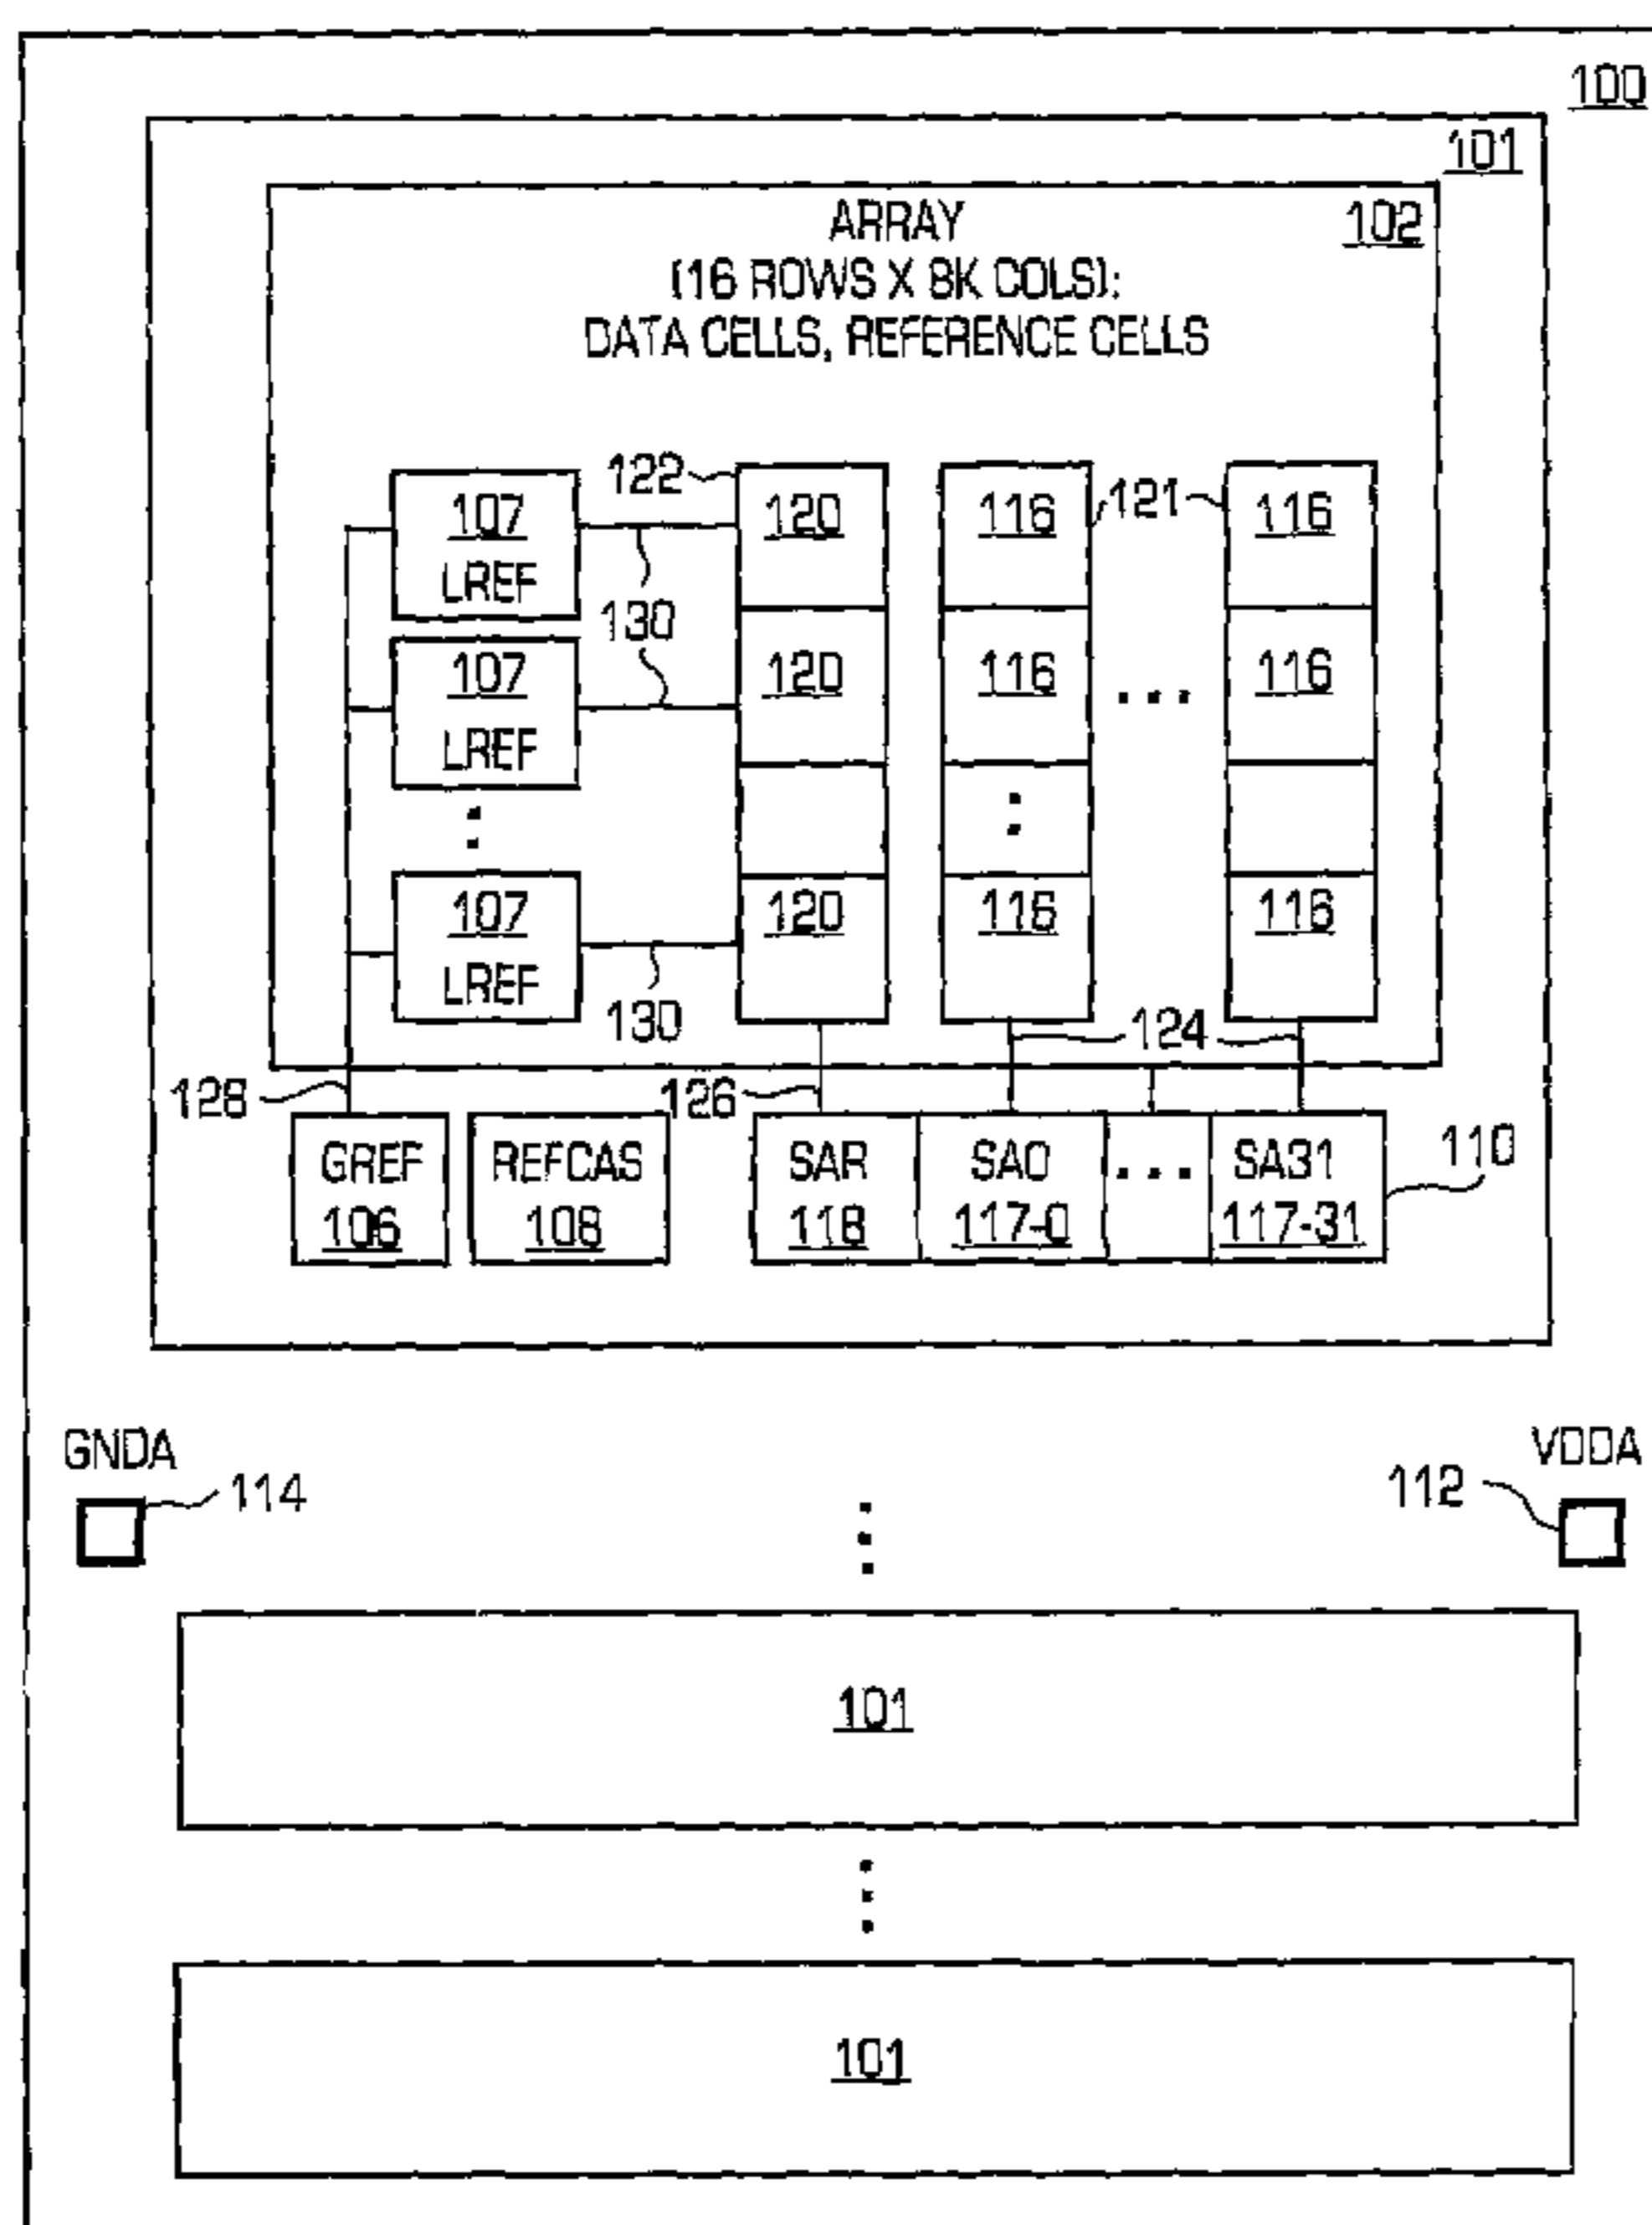 100
101
102
ARRAY
(16 ROWS X 8K COLS):
DATA CELLS, REFERENCE CELLS
122
107
LREF
120
116
121
116
130
107
LREF
120
116
...
116
107
LREF
120
116
116
130
124
128
126
GREF
106
REFCAS
108
SAR
118
SA0
117-0
...
SA31
117-31
110
GNDA
114
VDDA
112
101
101